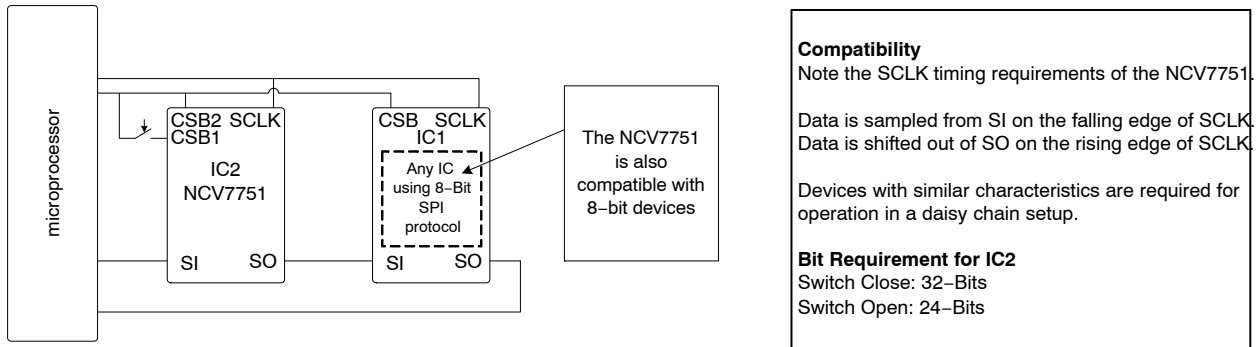 microprocessor
CSB2 SCLK
CSB1
IC2
NCV7751
SI SO
CSB SCLK
IC1
Any IC
using 8−Bit
SPI
protocol
SI SO
The NCV7751
is also
compatible with
8−bit devices
Compatibility
Note the SCLK timing requirements of the NCV7751.
Data is sampled from SI on the falling edge of SCLK.
Data is shifted out of SO on the rising edge of SCLK.
Devices with similar characteristics are required for
operation in a daisy chain setup.
Bit Requirement for IC2
Switch Close: 32−Bits
Switch Open: 24−Bits